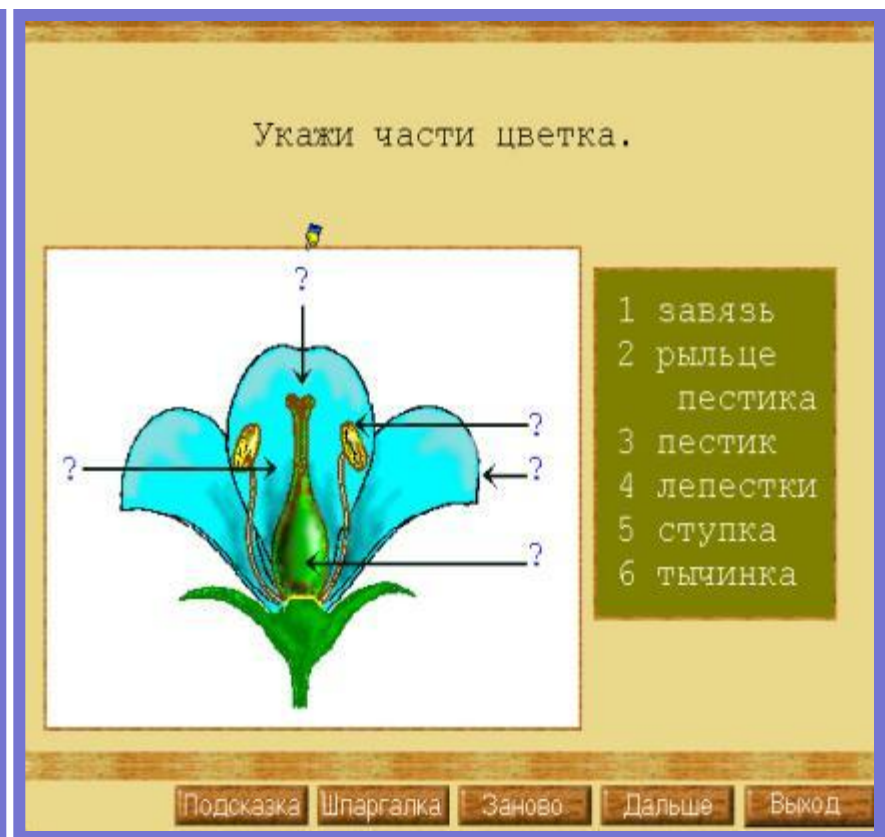 Укажи части цветка.
?
?
?
?
?
1 завязь
2 рыльце
пестика
3 пестик
4 лепестки
5 ступка
6 тычинка
Подсказка Шпаргалка Заново Дальше Выход